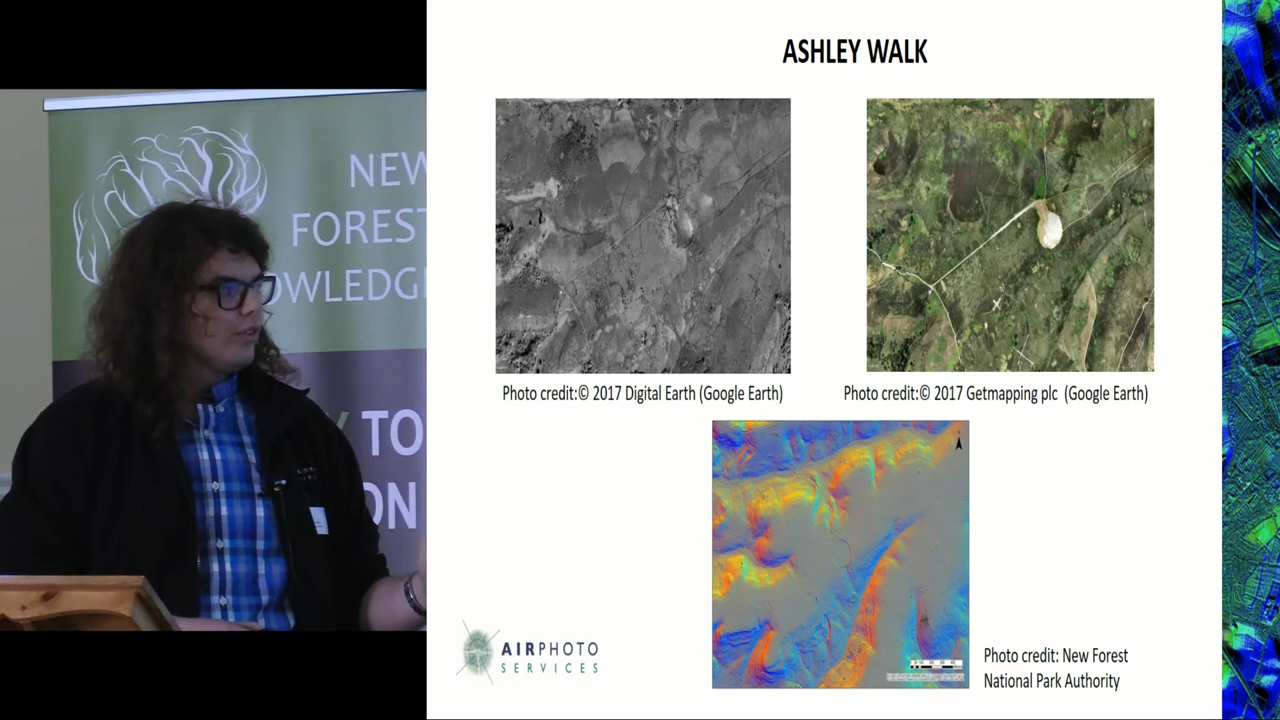 NEW
FOREST
OWLEDGE
TO
ON
ASHLEY WALK
Photo credit:© 2017 Digital Earth (Google Earth)
Photo credit:© 2017 Getmapping plc (Google Earth)
Photo credit: New Forest
National Park Authority
AIRPHOTO
SERVICES